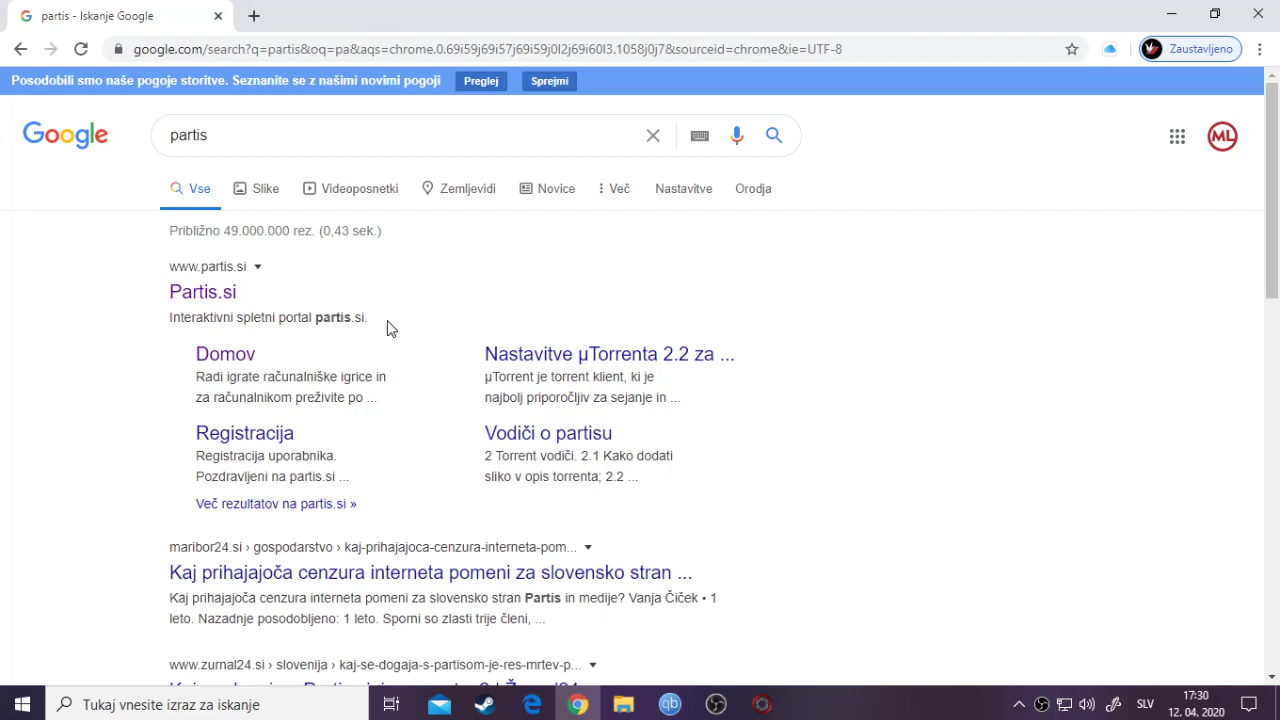 partis - Iskanje Google
google.com/search?q=partis&oq=pa&aqs=chrome.0.69i59j69i57j69i59j0l2j69i60l3.1058j0j7&sourceid=chrome&ie=UTF-8
Zaustavljeno
Posodobili smo naše pogoje storitve. Seznanite se z našimi novimi pogoji
Preglej
Sprejmi
Google
partis
ML
Vse
Slike
Videoposnetki
Zemljevidi
Novice
Več
Nastavitve
Orodja
Približno 49.000.000 rez. (0,43 sek.)
www.partis.si
Partis.si
Interaktivni spletni portal partis.si.
Domov
Radi igrate računalniške igrice in
za računalnikom preživite po ...
Nastavitve µTorrenta 2.2 za ...
µTorrent je torrent klient, ki je
najbolj priporočljiv za sejanje in ...
Registracija
Registracija uporabnika.
Pozdravljeni na partis.si ...
Vodiči o partisu
2 Torrent vodiči. 2.1 Kako dodati
sliko v opis torrenta; 2.2 ...
Več rezultatov na partis.si »
maribor24.si › gospodarstvo › kaj-prihajajoca-cenzura-interneta-pom...
Kaj prihajajoča cenzura interneta pomeni za slovensko stran ...
Kaj prihajajoča cenzura interneta pomeni za slovensko stran Partis in medije? Vanja Čiček • 1
leto. Nazadnje posodobljeno: 1 leto. Sporni so zlasti trije členi, ...
www.zurnal24.si › slovenija › kaj-se-dogaja-s-partisom-je-res-mrtev-p...
Tukaj vnesite izraz za iskanje
qb
SLV
17:30
12. 04. 2020